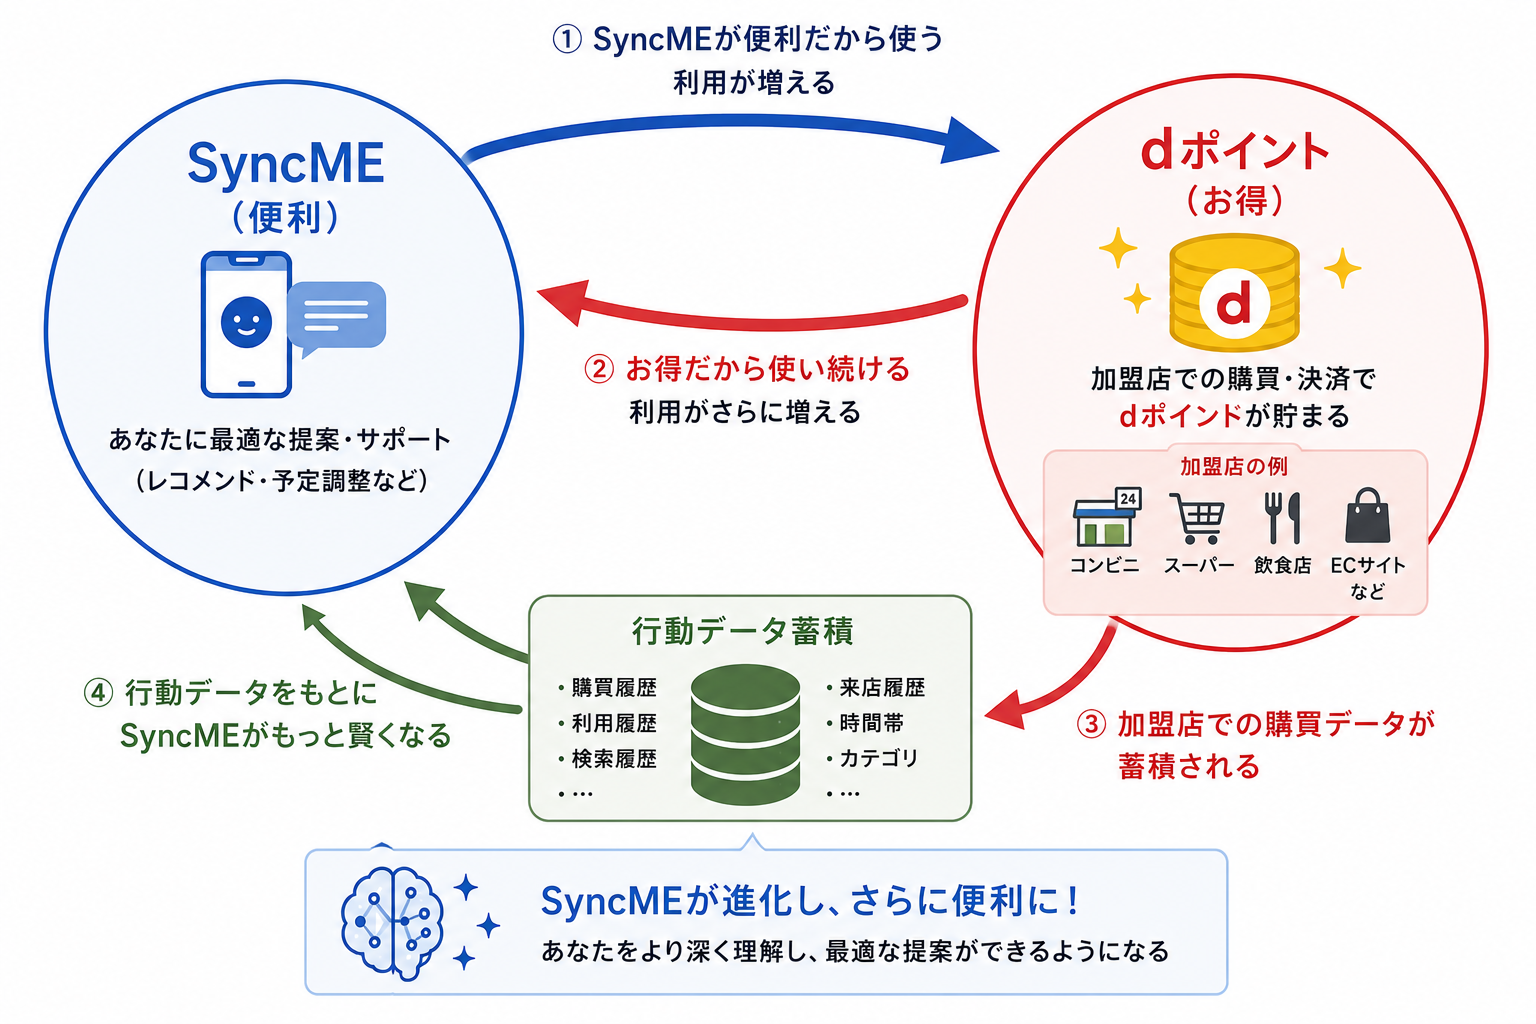 ① SyncMEが便利だから使う
利用が増える
SyncME
（便利）
あなたに最適な提案・サポート
（レコメンド・予定調整など）
dポイント
（お得）
d
加盟店での購買・決済で
dポインドが貯まる
加盟店の例
24
コンビニ
スーパー
飲食店
ECサイト
など
② お得だから使い続ける
利用がさらに増える
③ 加盟店での購買データが
蓄積される
行動データ蓄積
・購買履歴
・利用履歴
・検索履歴
・…
・来店履歴
・時間帯
・カテゴリ
・…
④ 行動データをもとに
SyncMEがもっと賢くなる
SyncMEが進化し、さらに便利に！
あなたをより深く理解し、最適な提案ができるようになる